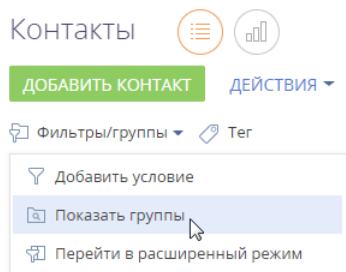 Контакты
ДОБАВИТЬ КОНТАКТ ДЕЙСТВИЯ
Фильтры/группы Тег
Добавить условие
Показать группы
Перейти в расширенный режим